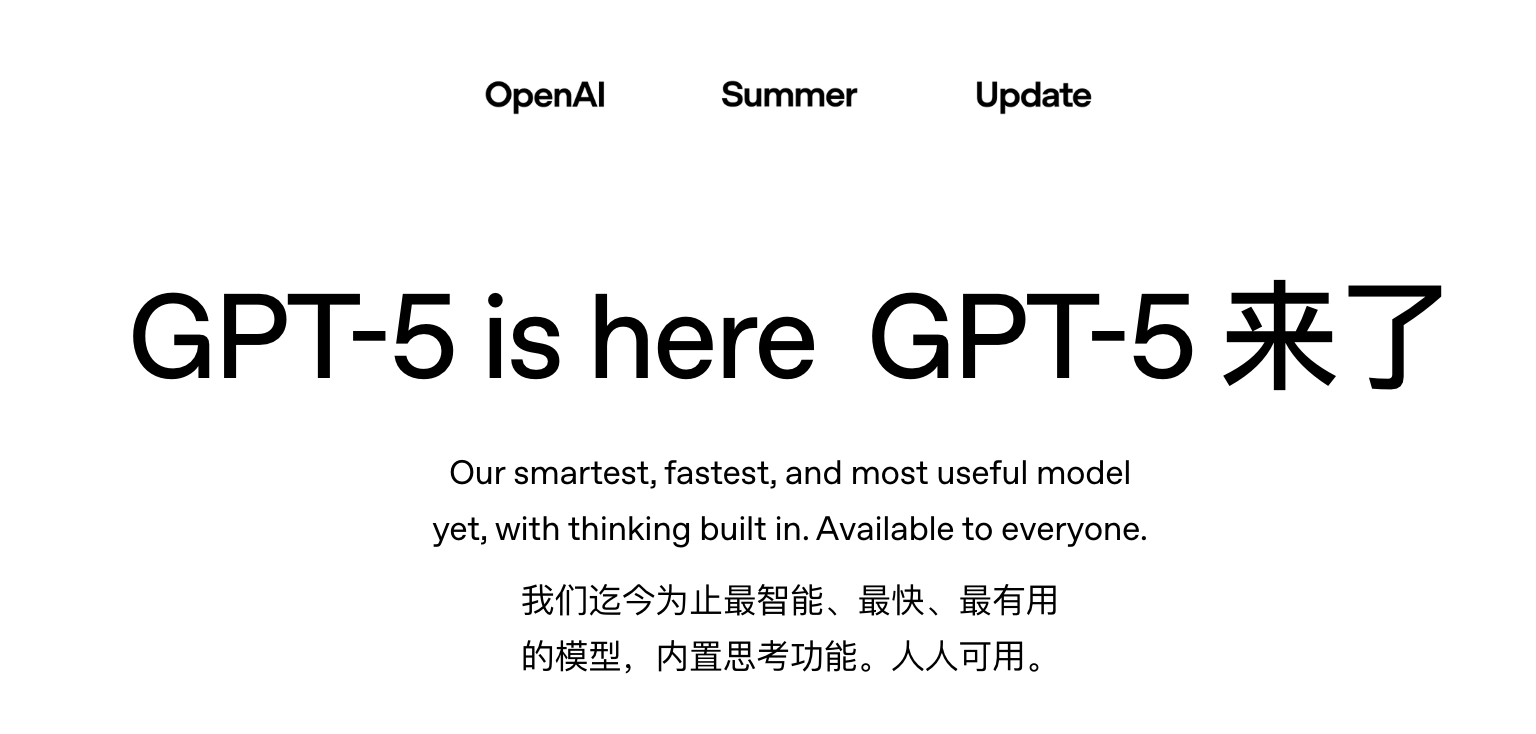 OpenAI Summer Update
GPT-5 is here GPT-5 来了
Our smartest, fastest, and most useful model
yet, with thinking built in. Available to everyone.
我们迄今为止最智能、最快、最有用
的模型，内置思考功能。人人可用。